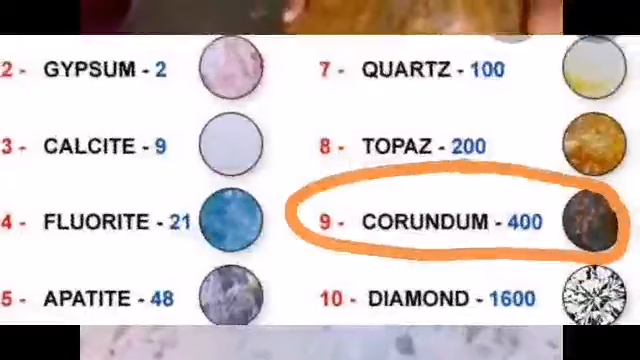 2 - GYPSUM - 2
3 - CALCITE - 9
4 - FLUORITE - 21
5 - APATITE - 48
7 - QUARTZ - 100
8 - TOPAZ - 200
9 - CORUNDUM - 400
10 - DIAMOND - 1600